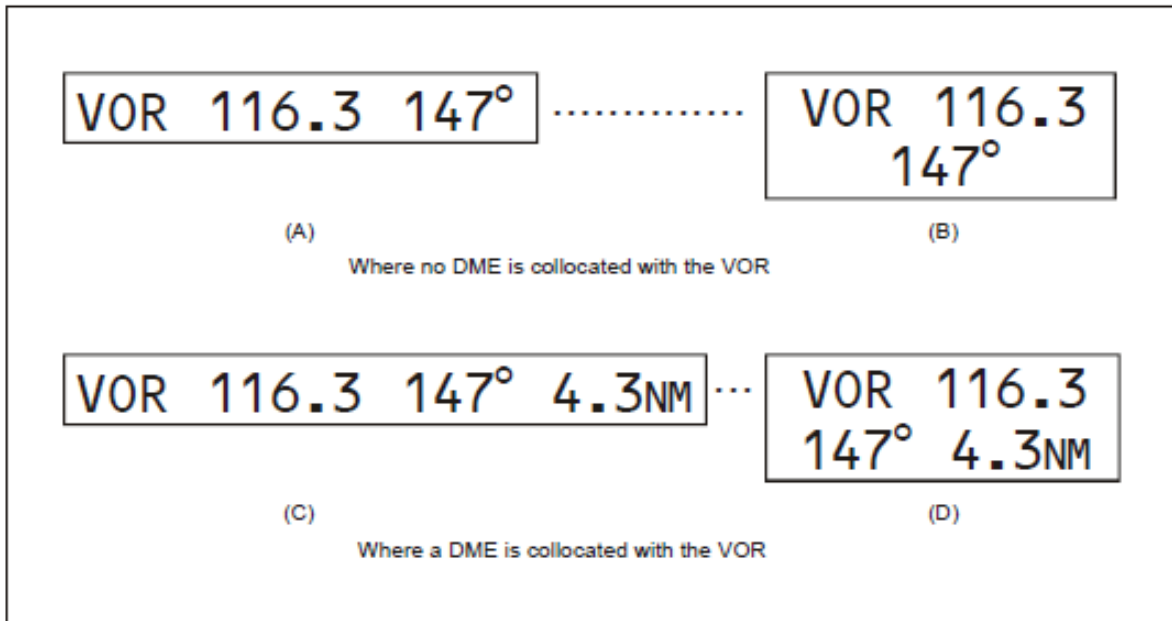 VOR 116.3 147°
VOR 116.3
147°
(A)
(B)
Where no DME is collocated with the VOR
VOR 116.3 147° 4.3NM
VOR 116.3
147° 4.3NM
(C)
(D)
Where a DME is collocated with the VOR